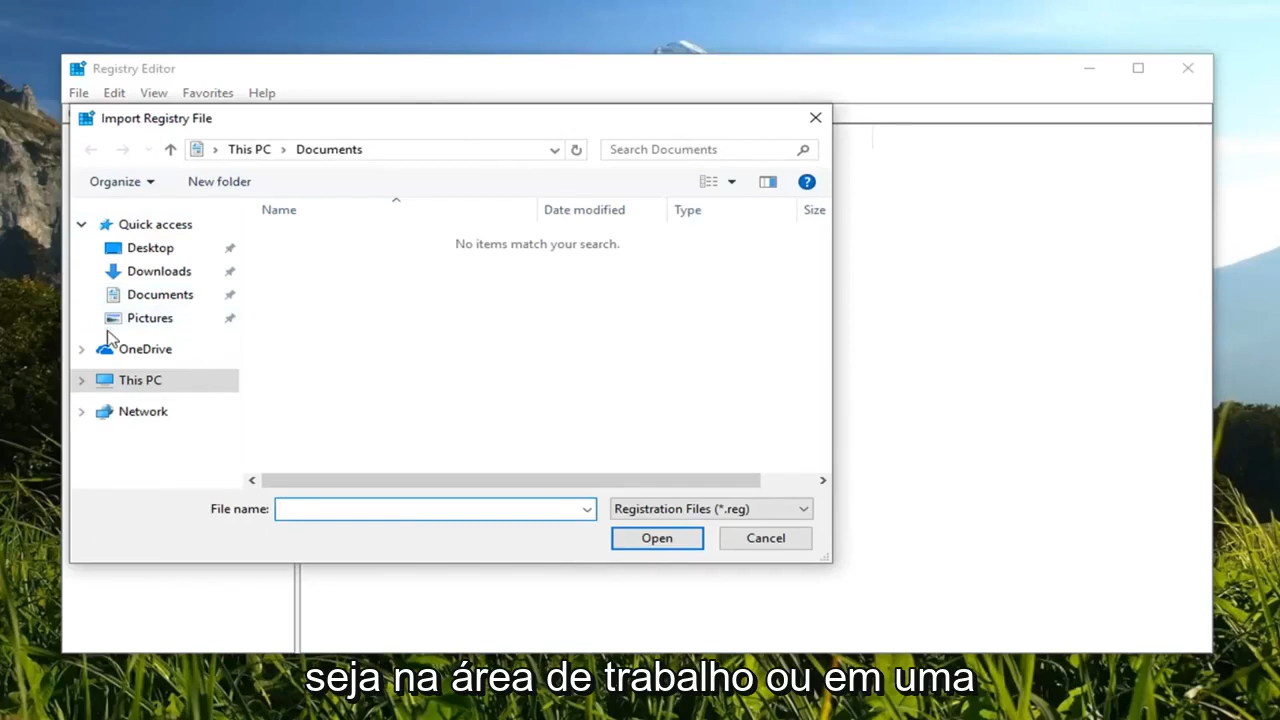 Registry Editor
File Edit View Favorites Help
Import Registry File
This PC > Documents
Search Documents
Organize New folder
Name Date modified Type Size
Quick access
No items match your search.
Desktop
Downloads
Documents
Pictures
OneDrive
This PC
Network
File name: Registration Files (*.reg)
Open Cancel
seja na área de trabalho ou em uma